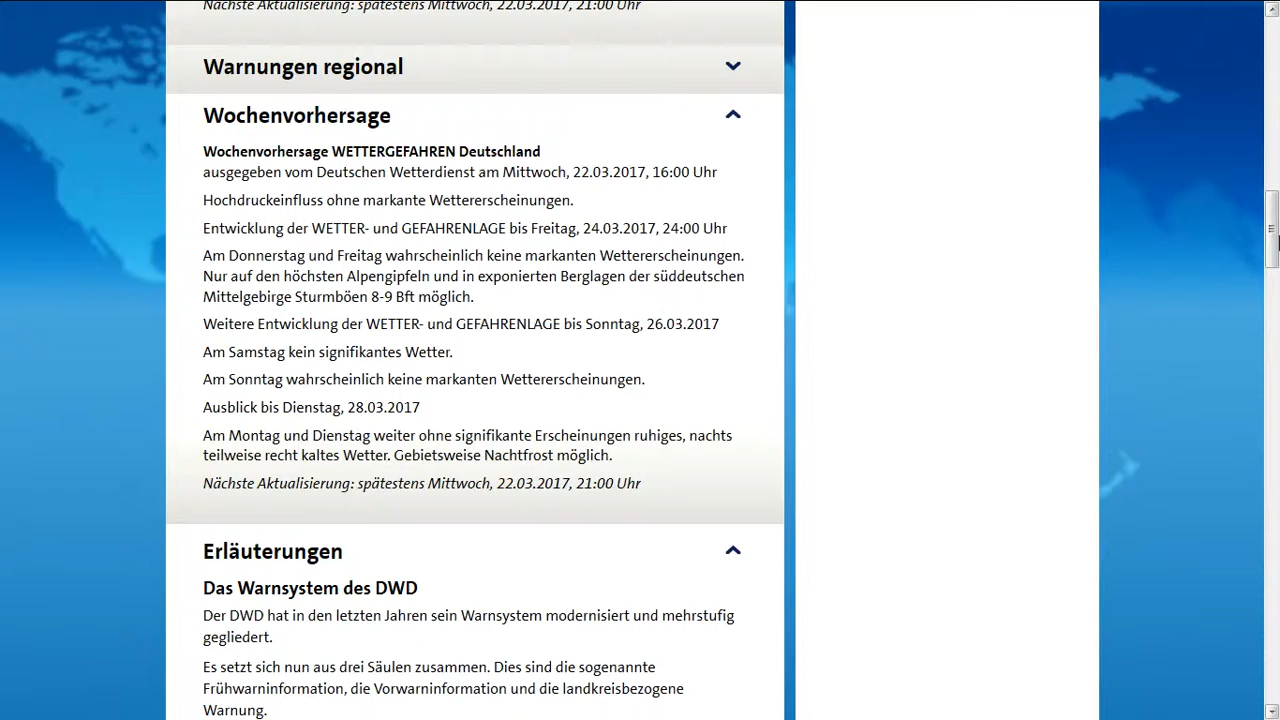 Nächste Aktualisierung: spätestens Mittwoch, 22.03.2017, 21:00 Uhr
Warnungen regional
Wochenvorhersage
Wochenvorhersage WETTERGEFAHREN Deutschland
ausgegeben vom Deutschen Wetterdienst am Mittwoch, 22.03.2017, 16:00 Uhr
Hochdruckeinfluss ohne markante Wettererscheinungen.
Entwicklung der WETTER- und GEFAHRENLAGE bis Freitag, 24.03.2017, 24:00 Uhr
Am Donnerstag und Freitag wahrscheinlich keine markanten Wettererscheinungen.
Nur auf den höchsten Alpengipfeln und in exponierten Berglagen der süddeutschen
Mittelgebirge Sturmböen 8-9 Bft möglich.
Weitere Entwicklung der WETTER- und GEFAHRENLAGE bis Sonntag, 26.03.2017
Am Samstag kein signifikantes Wetter.
Am Sonntag wahrscheinlich keine markanten Wettererscheinungen.
Ausblick bis Dienstag, 28.03.2017
Am Montag und Dienstag weiter ohne signifikante Erscheinungen ruhiges, nachts
teilweise recht kaltes Wetter. Gebietsweise Nachtfrost möglich.
Nächste Aktualisierung: spätestens Mittwoch, 22.03.2017, 21:00 Uhr
Erläuterungen
Das Warnsystem des DWD
Der DWD hat in den letzten Jahren sein Warnsystem modernisiert und mehrstufig
gegliedert.
Es setzt sich nun aus drei Säulen zusammen. Dies sind die sogenannte
Frühwarninformation, die Vorwarninformation und die landkreisbezogene
Warnung.